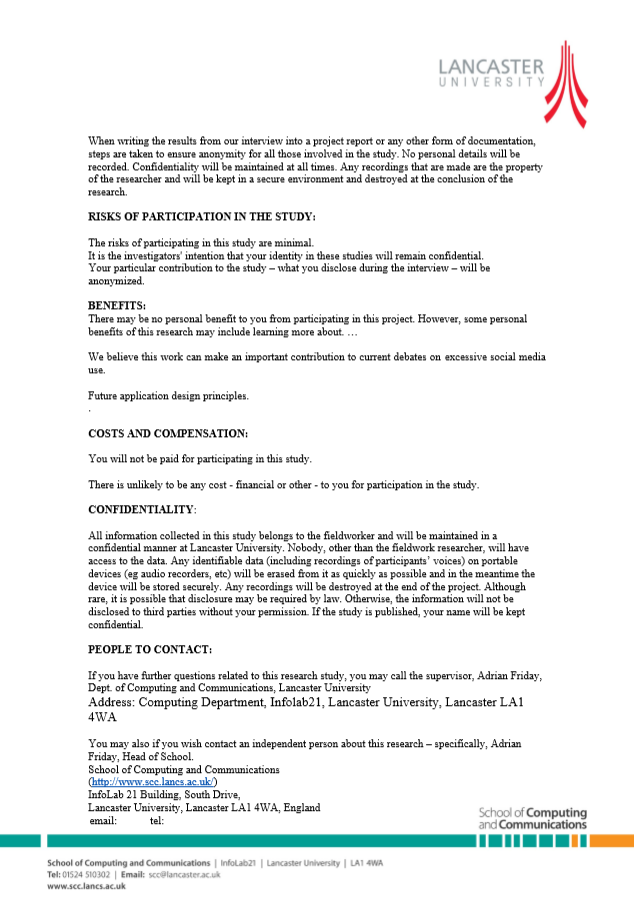 LANCASTER
UNIVERSITY
When writing the results from our interview into a project report or any other form of documentation,
steps are taken to ensure anonymity for all those involved in the study. No personal details will be
recorded. Confidentiality will be maintained at all times. Any recordings that are made are the property
of the researcher and will be kept in a secure environment and destroyed at the conclusion of the
research.
RISKS OF PARTICIPATION IN THE STUDY:
The risks of participating in this study are minimal.
It is the investigators' intention that your identity in these studies will remain confidential.
Your particular contribution to the study – what you disclose during the interview – will be
anonymized.
BENEFITS:
There may be no personal benefit to you from participating in this project. However, some personal
benefits of this research may include learning more about. …
We believe this work can make an important contribution to current debates on excessive social media
use.
Future application design principles.
.
COSTS AND COMPENSATION:
You will not be paid for participating in this study.
There is unlikely to be any cost - financial or other - to you for participation in the study.
CONFIDENTIALITY:
All information collected in this study belongs to the fieldworker and will be maintained in a
confidential manner at Lancaster University. Nobody, other than the fieldwork researcher, will have
access to the data. Any identifiable data (including recordings of participants’ voices) on portable
devices (eg audio recorders, etc) will be erased from it as quickly as possible and in the meantime the
device will be stored securely. Any recordings will be destroyed at the end of the project. Although
rare, it is possible that disclosure may be required by law. Otherwise, the information will not be
disclosed to third parties without your permission. If the study is published, your name will be kept
confidential.
PEOPLE TO CONTACT:
If you have further questions related to this research study, you may call the supervisor, Adrian Friday,
Dept. of Computing and Communications, Lancaster University
Address: Computing Department, Infolab21, Lancaster University, Lancaster LA1
4WA
You may also if you wish contact an independent person about this research – specifically, Adrian
Friday, Head of School.
School of Computing and Communications
(http://www.scc.lancs.ac.uk/)
InfoLab 21 Building, South Drive,
Lancaster University, Lancaster LA1 4WA, England
email: tel:
School of Computing
and Communications
School of Computing and Communications | InfoLab21 | Lancaster University | LA1 4WA
Tel: 01524 510302 | Email: scc@lancaster.ac.uk
www.scc.lancs.ac.uk